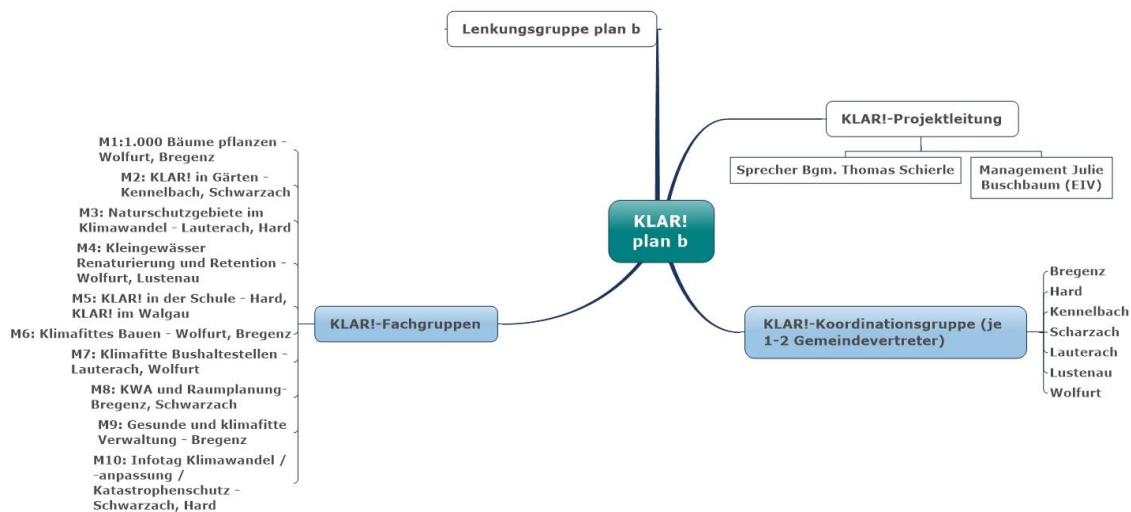 Lenkungsgruppe plan b
KLAR!-Projektleitung
Sprecher Bgm. Thomas Schierle
Management Julie
Buschbaum (EIV)
KLAR!
plan b
M1:1.000 Bäume pflanzen -
Wolfurt, Bregenz
M2: KLAR! in Gärten -
Kennelbach, Schwarzach
M3: Naturschutzgebiete im
Klimawandel - Lauterach, Hard
M4: Kleingewässer
Renaturierung und Retention -
Wolfurt, Lustenau
M5: KLAR! in der Schule - Hard,
KLAR! im Walgau
M6: Klimafittes Bauen - Wolfurt, Bregenz
M7: Klimafitte Bushaltestellen -
Lauterach, Wolfurt
M8: KWA und Raumplanung-
Bregenz, Schwarzach
M9: Gesunde und klimafitte
Verwaltung - Bregenz
M10: Infotag Klimawandel /
-anpassung /
Katastrophenschutz -
Schwarzach, Hard
KLAR!-Fachgruppen
KLAR!-Koordinationsgruppe (je
1-2 Gemeindevertreter)
Bregenz
Hard
Kennelbach
Scharzach
Lauterach
Lustenau
Wolfurt